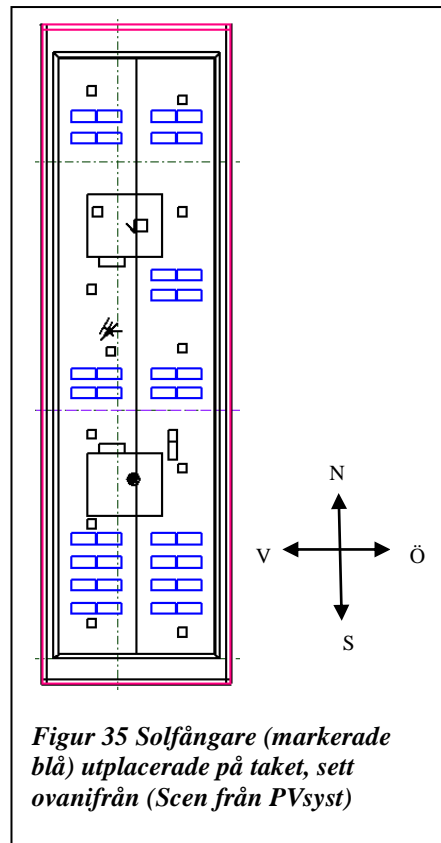 N
V Ö
S
Figur 35 Solfångare (markerade
blå) utplacerade på taket, sett
ovanifrån (Scen från PVsyst)